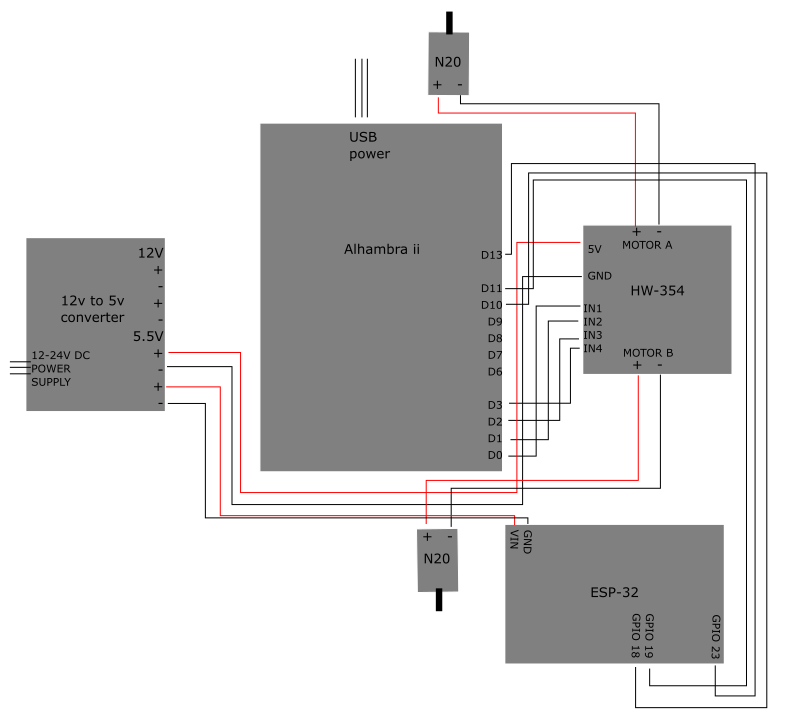 N20
+ -
USB
power
Alhambra ii
D13
D11
D10
D9
D8
D7
D6
D3
D2
D1
D0
12V
+
-
+
-
12v to 5v
converter
5.5V
+
-
+
-
12-24V DC
POWER
SUPPLY
+ -
MOTOR A
5V
GND
HW-354
IN1
IN2
IN3
IN4
MOTOR B
+ -
+ -
N20
VIN
GND
ESP-32
GPIO 18
GPIO 19
GPIO 23